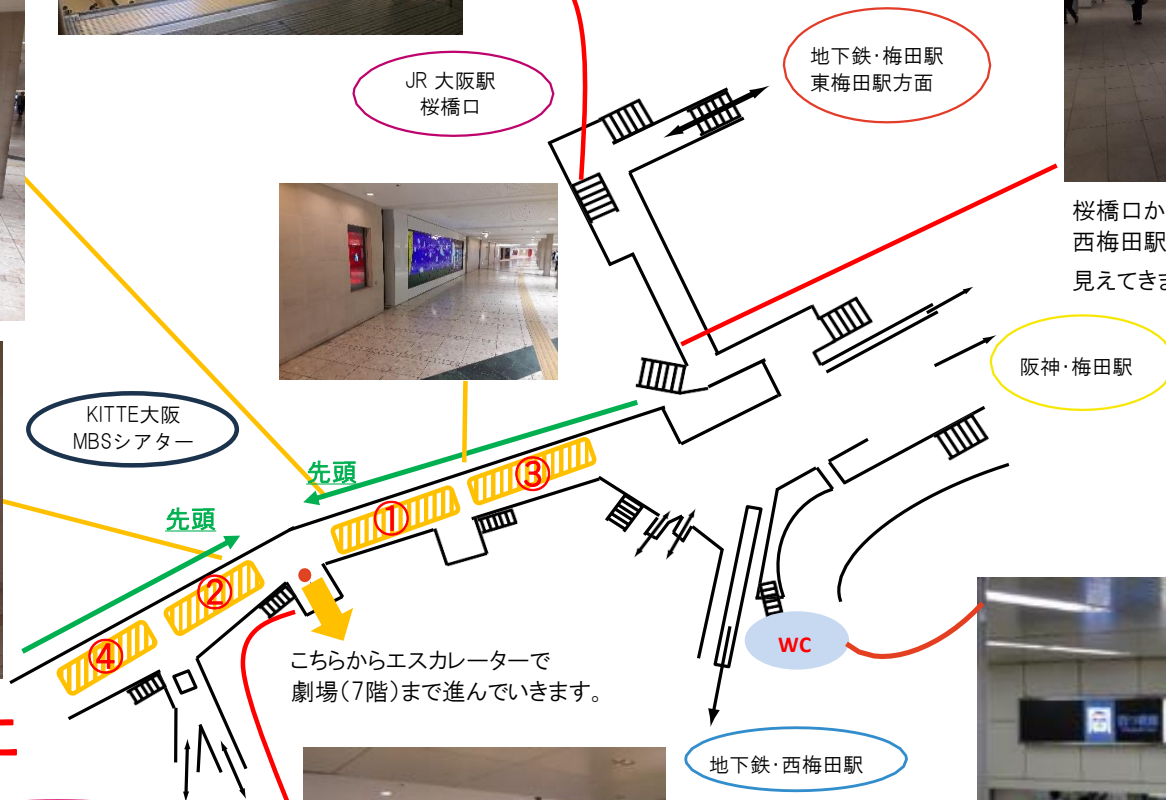 JR 大阪駅
桜橋口
地下鉄・梅田駅
東梅田駅方面
桜橋口か
西梅田駅
見えてきま
阪神・梅田駅
KITTE大阪
MBSシアター
先頭
先頭
③
①
②
④
こちらからエスカレーターで
劇場(7階)まで進んでいきます。
WC
地下鉄・西梅田駅